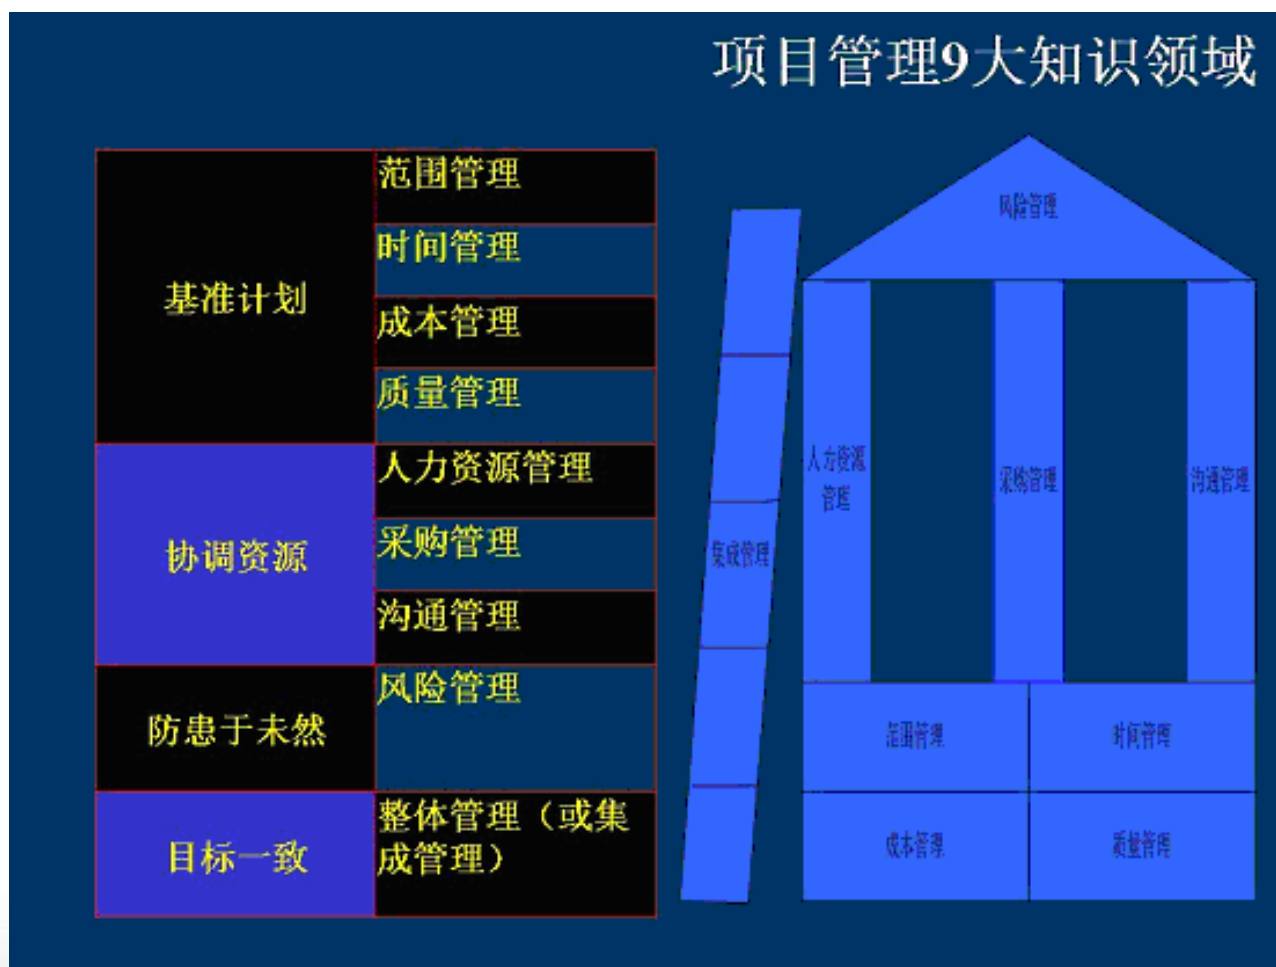 项目管理9大知识领域
基准计划
范围管理
时间管理
成本管理
质量管理
协调资源
人力资源管理
采购管理
沟通管理
防患于未然
风险管理
目标一致
整体管理（或集
成管理）
风险管理
人力资源
管理
采购管理
沟通管理
集成管理
范围管理
时间管理
成本管理
质量管理